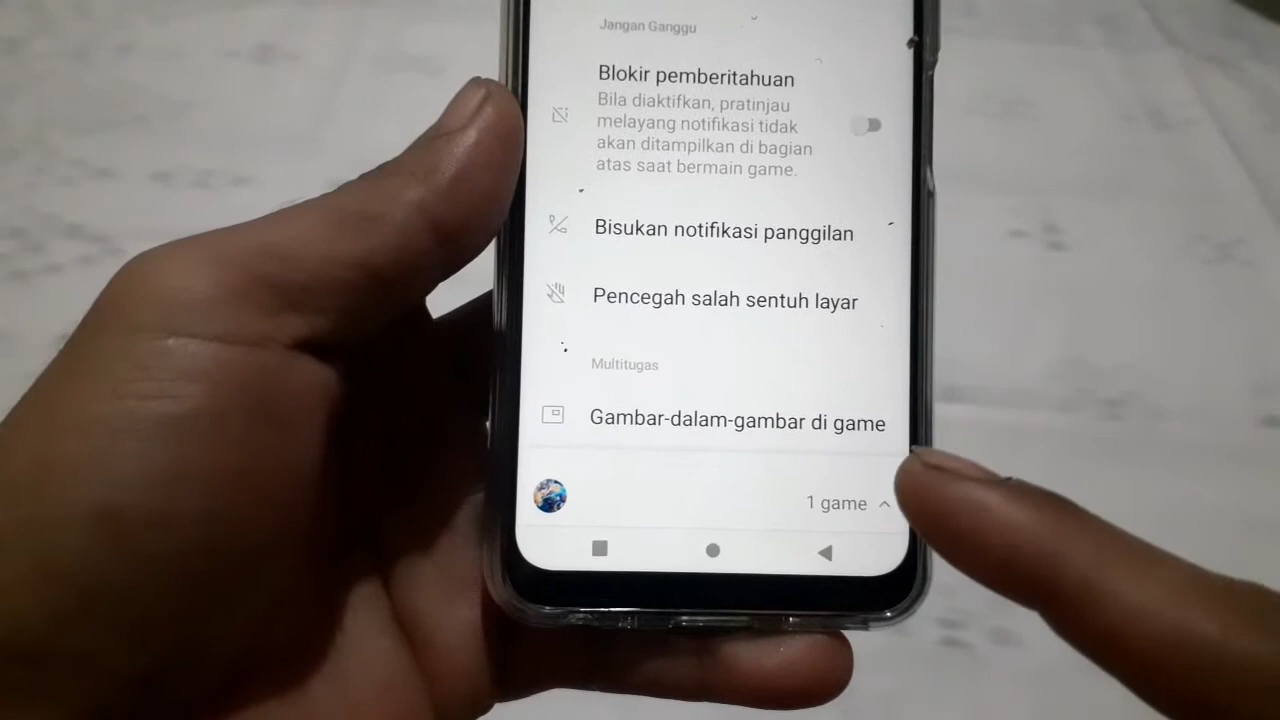 Jangan Ganggu
Blokir pemberitahuan
Bila diaktifkan, pratinjau
melayang notifikasi tidak
akan ditampilkan di bagian
atas saat bermain game.
Bisukan notifikasi panggilan
Pencegah salah sentuh layar
Multitugas
Gambar-dalam-gambar di game
1 game